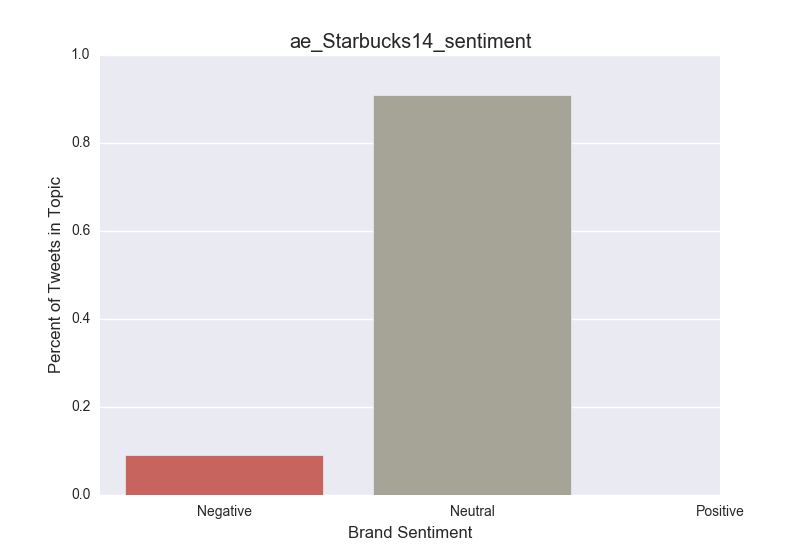 ae_Starbucks14_sentiment
1.0
0.8
0.6
0.4
0.2
0.0
Percent of Tweets in Topic
Negative Neutral Positive
Brand Sentiment